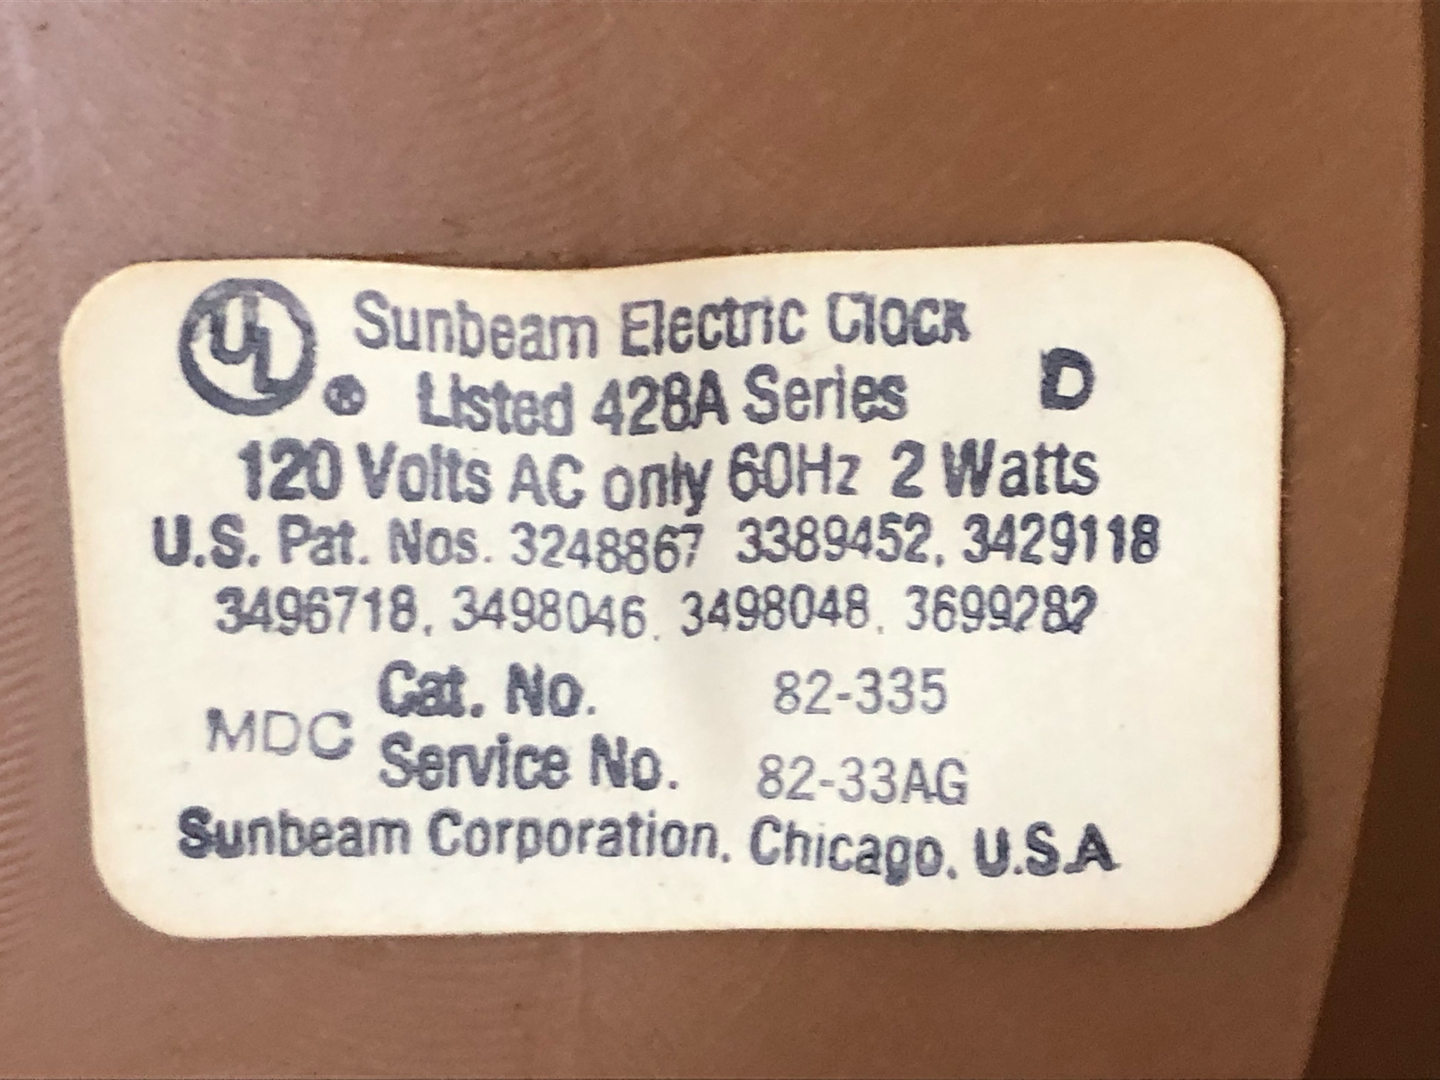 UL ® Sunbeam Electric Clock
Listed 428A Series D
120 Volts AC only 60Hz 2 Watts
U.S. Pat. Nos. 3248867 3389452, 3429118
3496718, 3498046, 3498048, 3699282
Cat. No. 82-335
MDC
Service No. 82-33AG
Sunbeam Corporation, Chicago, U.S.A